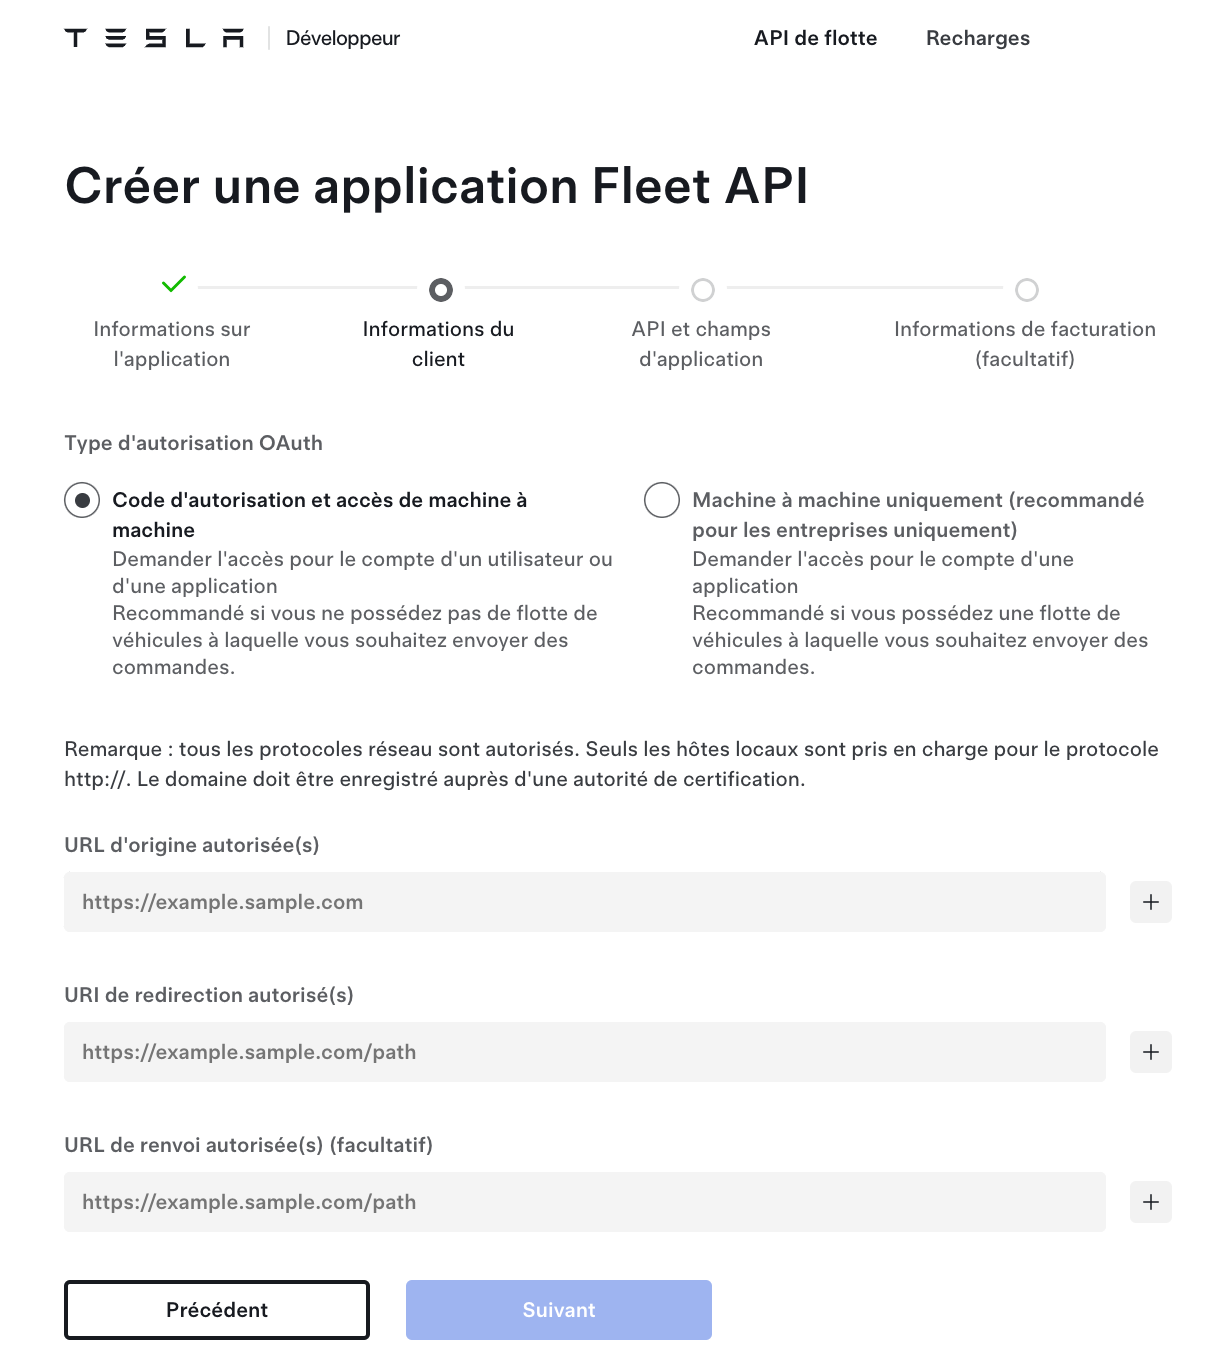 TESLA Développeur API de flotte Recharges
Créer une application Fleet API
Informations sur
l'application
Informations du
client
API et champs
d'application
Informations de facturation
(facultatif)
Type d'autorisation OAuth
Code d'autorisation et accès de machine à
machine
Demander l'accès pour le compte d'un utilisateur ou
d'une application
Recommandé si vous ne possédez pas de flotte de
véhicules à laquelle vous souhaitez envoyer des
commandes.
Machine à machine uniquement (recommandé
pour les entreprises uniquement)
Demander l'accès pour le compte d'une
application
Recommandé si vous possédez une flotte de
véhicules à laquelle vous souhaitez envoyer des
commandes.
Remarque : tous les protocoles réseau sont autorisés. Seuls les hôtes locaux sont pris en charge pour le protocole
http://. Le domaine doit être enregistré auprès d'une autorité de certification.
URL d'origine autorisée(s)
https://example.sample.com
URI de redirection autorisé(s)
https://example.sample.com/path
URL de renvoi autorisée(s) (facultatif)
https://example.sample.com/path
Précédent Suivant